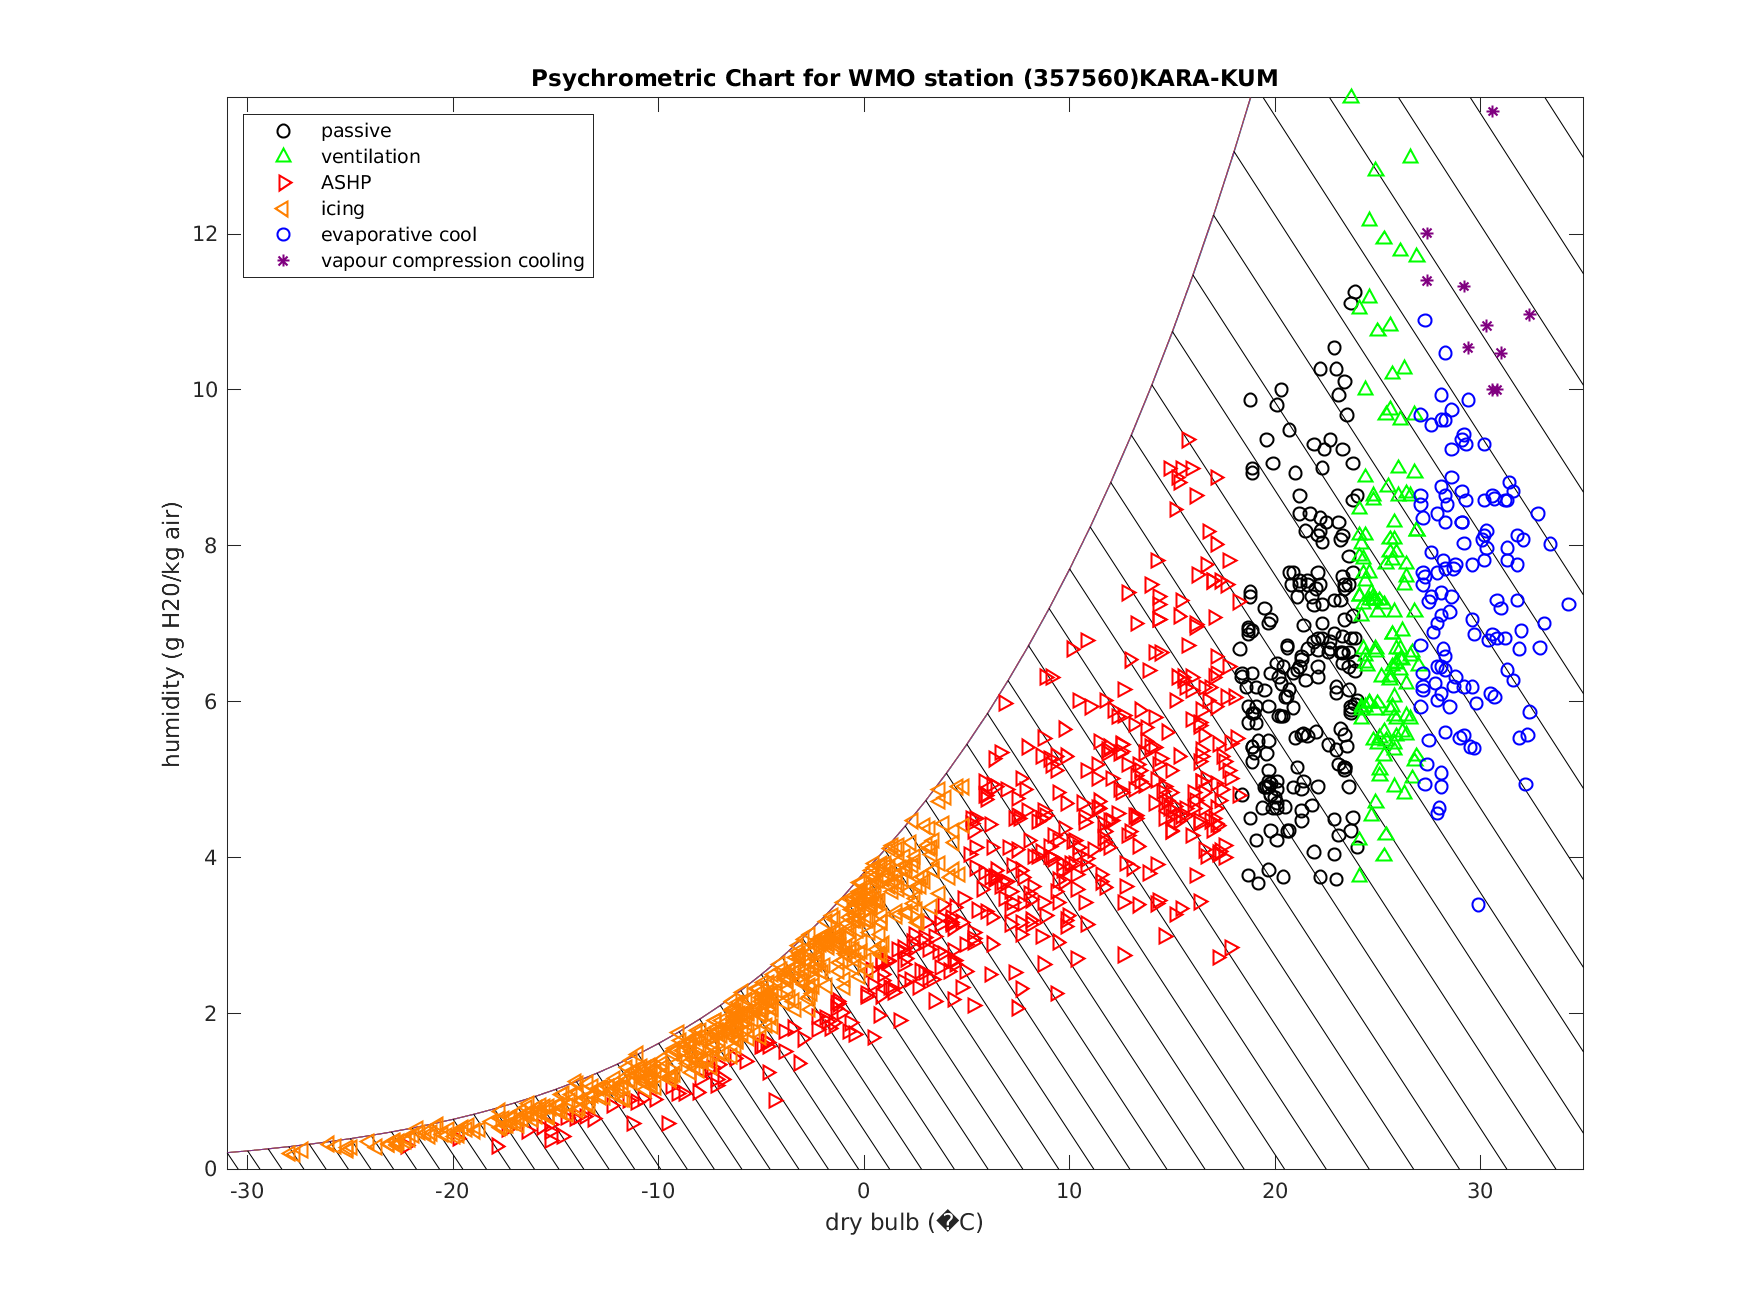 Psychrometric Chart for WMO station (357560)KARA-KUM
passive
ventilation
ASHP
icing
evaporative cool
vapour compression cooling
humidity (g H20/kg air)
12
10
8
6
4
2
0
-30 -20 -10 0 10 20 30
dry bulb (�C)